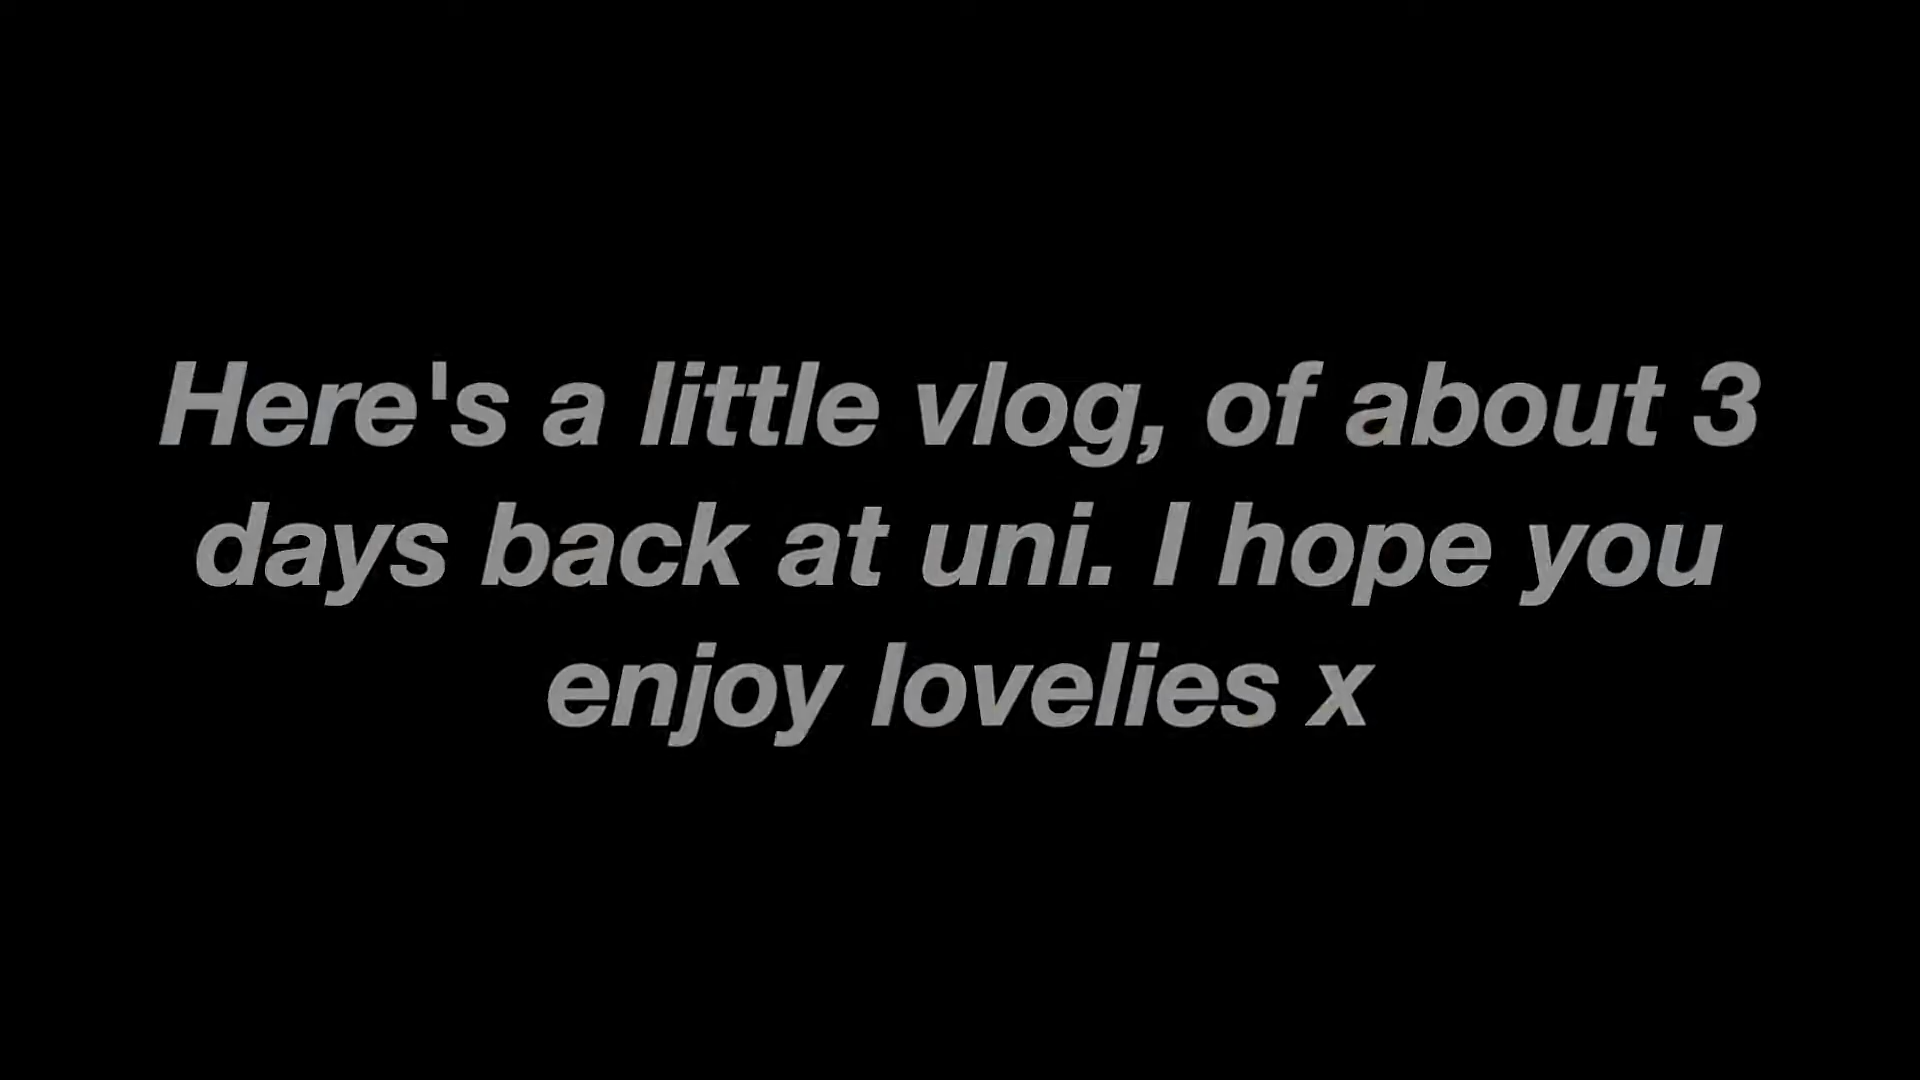 Here's a little vlog, of about 3
days back at uni. I hope you
enjoy lovelies x